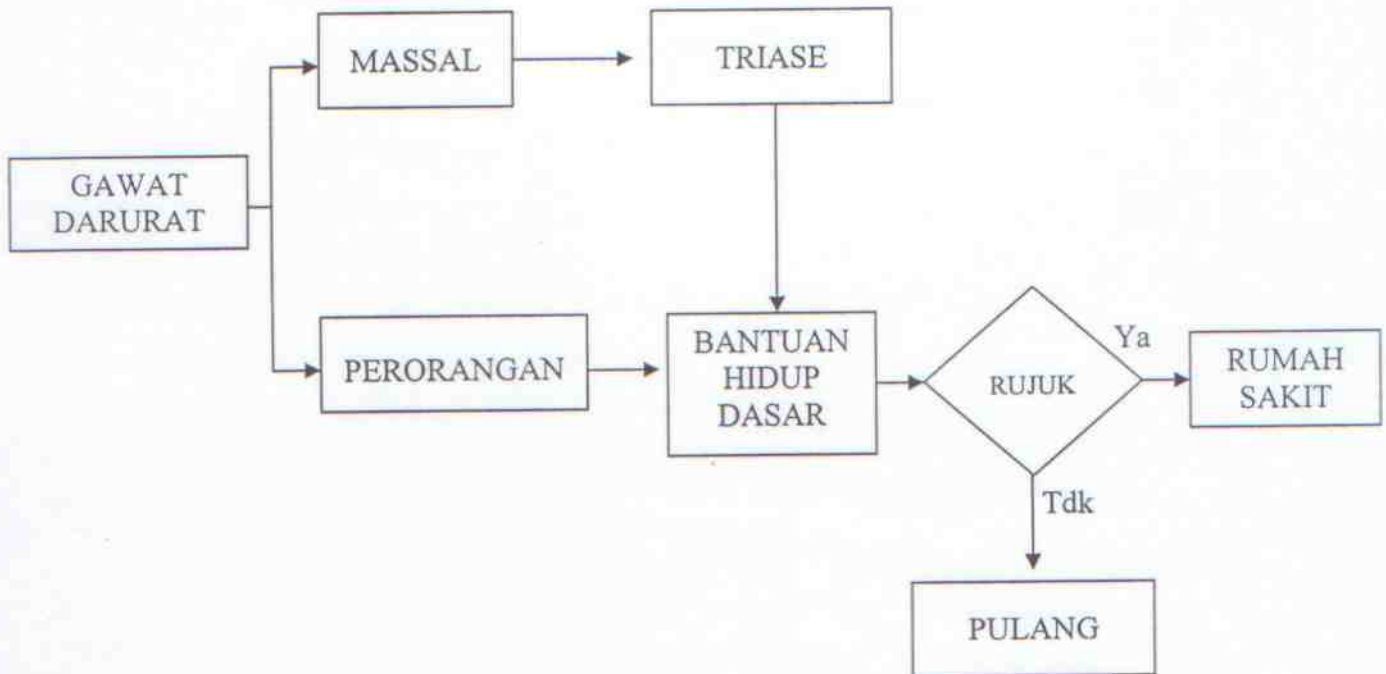 MASSAL
TRIASE
GAWAT
DARURAT
PERORANGAN
BANTUAN
HIDUP
DASAR
RUJUK
Ya
RUMAH
SAKIT
Tdk
PULANG